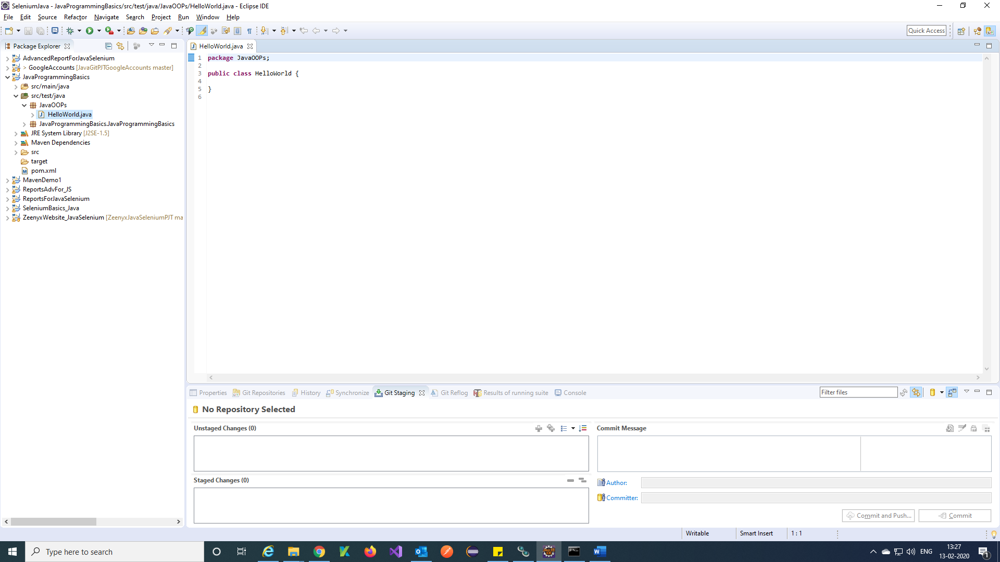 SeleniumJava - JavaProgrammingBasics/src/test/java/JavaOOPs/HelloWorld.java - Eclipse IDE
File Edit Source Refactor Navigate Search Project Run Window Help
Quick Access
Package Explorer
AdvancedReportForJavaSelenium
> GoogleAccounts [JavaGitPJTGoogleAccounts master]
JavaProgrammingBasics
src/main/java
src/test/java
JavaOOPs
HelloWorld.java
JavaProgrammingBasics.JavaProgrammingBasics
JRE System Library [J2SE-1.5]
Maven Dependencies
src
target
pom.xml
MavenDemo1
ReportsAdvFor_JS
ReportsForJavaSelenium
SeleniumBasics_Java
ZeenyxWebsite_JavaSelenium [ZeenyxJavaSeleniumPJT ma
HelloWorld.java
1 package JavaOOPs;
2
3 public class HelloWorld {
4
5 }
6
Properties Git Repositories History Synchronize Git Staging Git Reflog Results of running suite Console
Filter files
No Repository Selected
Unstaged Changes (0)
Staged Changes (0)
Commit Message
Author:
Committer:
Commit and Push... Commit
Writable Smart Insert 1 : 1
Type here to search
ENG
13:27
13-02-2020
1